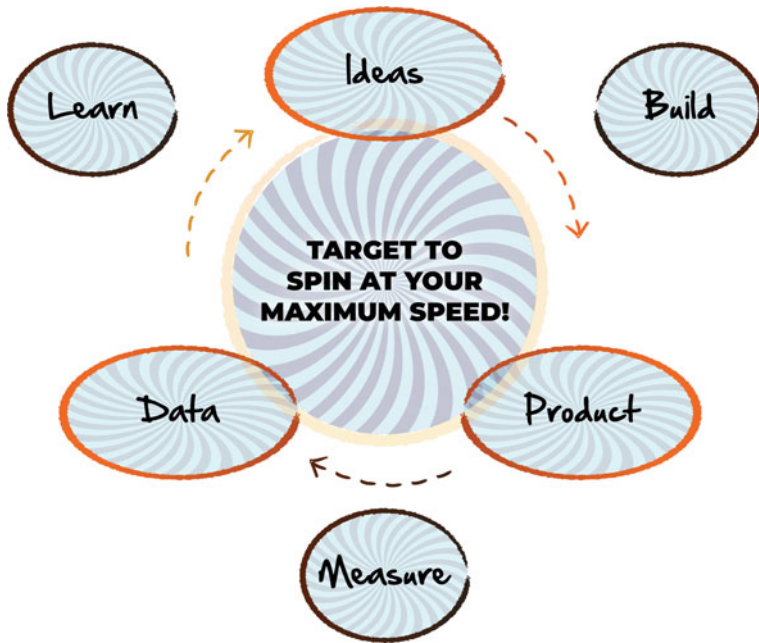 Ideas
Learn
Build
TARGET TO
SPIN AT YOUR
MAXIMUM SPEED!
Data
Product
Measure